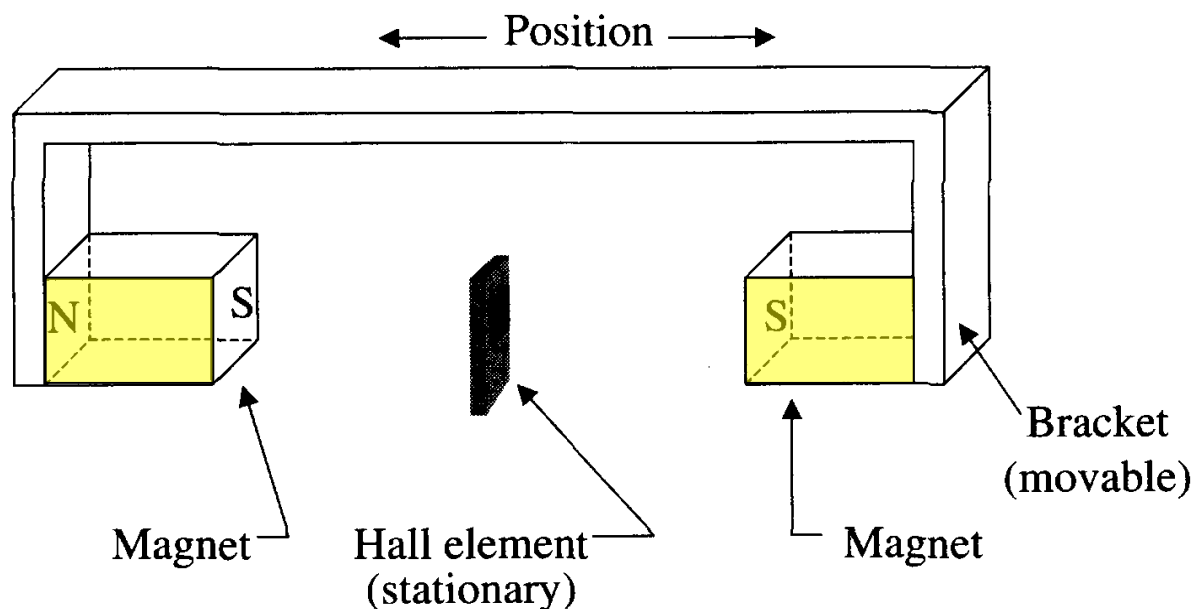 Position
N
S
S
Bracket
(movable)
Magnet
Hall element
(stationary)
Magnet